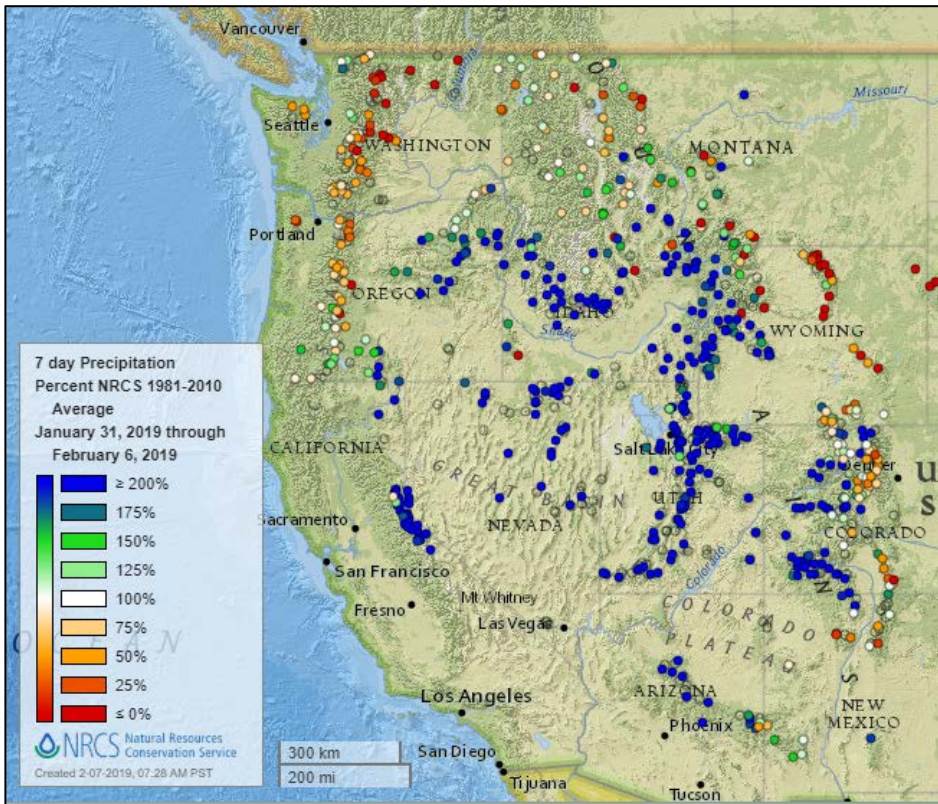 Vancouver
Columbia
Missouri
Seattle
WASHINGTON
MONTANA
Portland
OREGON
IDAHO
Snake
WYOMING
7 day Precipitation
Percent NRCS 1981-2010
Average
January 31, 2019 through
February 6, 2019
≥ 200%
175%
150%
125%
100%
75%
50%
25%
≤ 0%
NRCS Natural Resources
Conservation Service
Created 2-07-2019, 07:28 AM PST
CALIFORNIA
GREAT BASIN
Salt Lake City
Denver
U
S
UTAH
NEVADA
COLORADO
Sacramento
San Francisco
Colorado
Mt Whitney
Fresno
Las Vegas
COLORADO
PLATEAU
OCEAN
Los Angeles
ARIZONA
Phoenix
NEW
MEXICO
300 km
200 mi
San Diego
Tijuana
Tucson